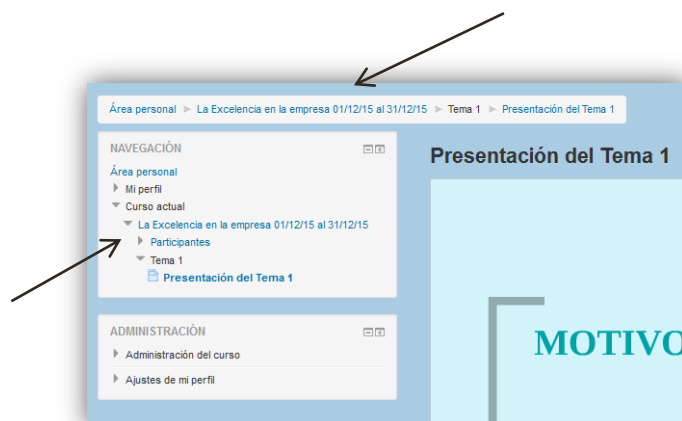 Área personal ► La Excelencia en la empresa 01/12/15 al 31/12/15 ► Tema 1 ► Presentación del Tema 1
NAVEGACIÓN
Área personal
Mi perfil
Curso actual
La Excelencia en la empresa 01/12/15 al 31/12/15
Participantes
Tema 1
Presentación del Tema 1
ADMINISTRACIÓN
Administración del curso
Ajustes de mi perfil
Presentación del Tema 1
MOTIVO